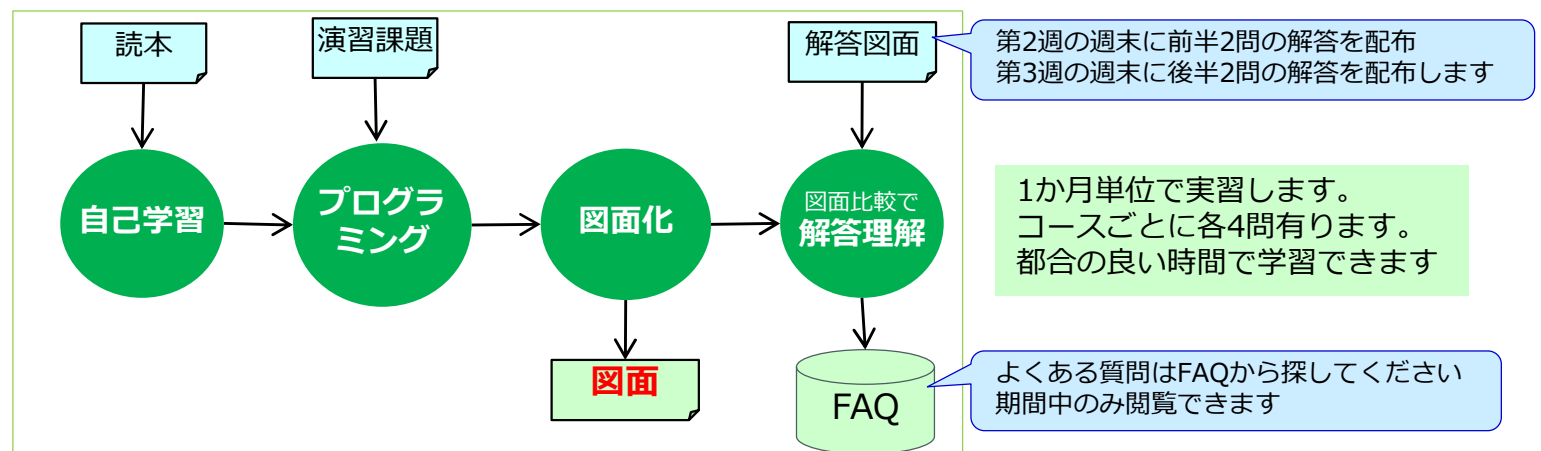 読本
演習課題
解答図面
第2週の週末に前半2問の解答を配布
第3週の週末に後半2問の解答を配布します
自己学習
プログラ
ミング
図面化
図面比較で
解答理解
1か月単位で実習します。
コースごとに各4問有ります。
都合の良い時間で学習できます
図面
FAQ
よくある質問はFAQから探してください
期間中のみ閲覧できます